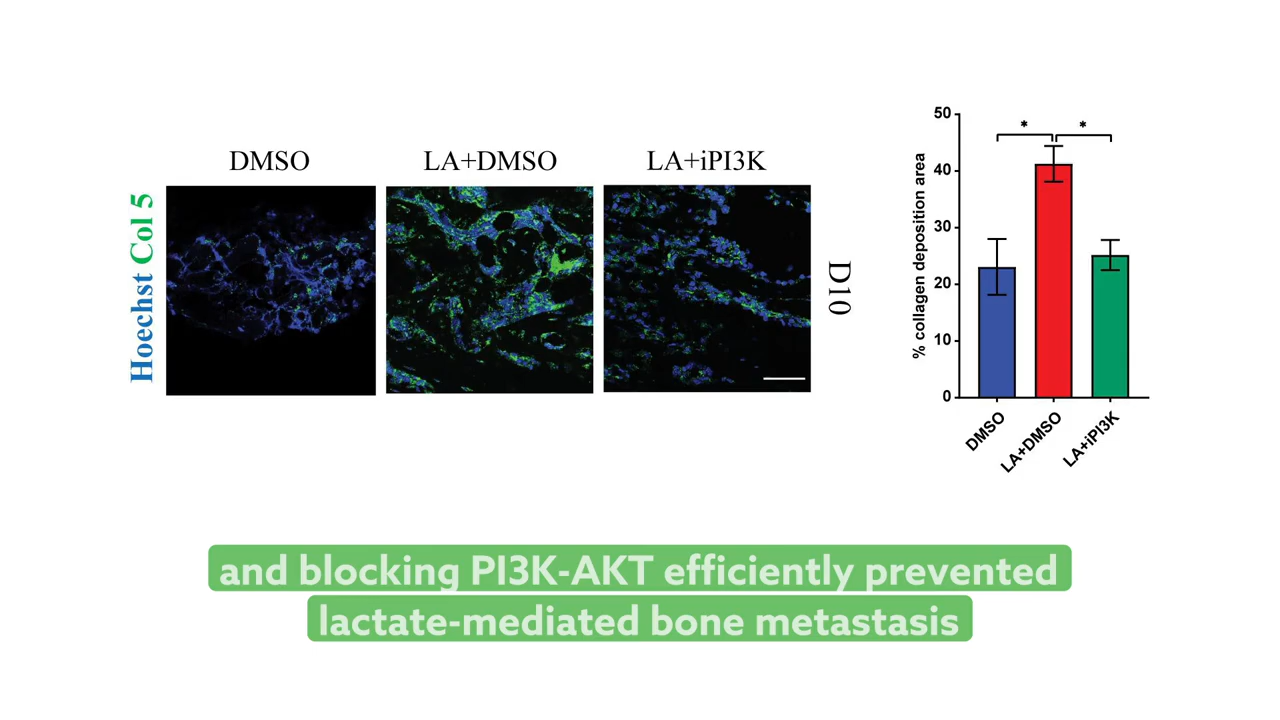 DMSO
LA+DMSO
LA+iPI3K
Hoechst Col 5
D10
% collagen deposition area
50
40
30
20
10
0
*
*
DMSO
LA+DMSO
LA+iPI3K
and blocking PI3K-AKT efficiently prevented
lactate-mediated bone metastasis